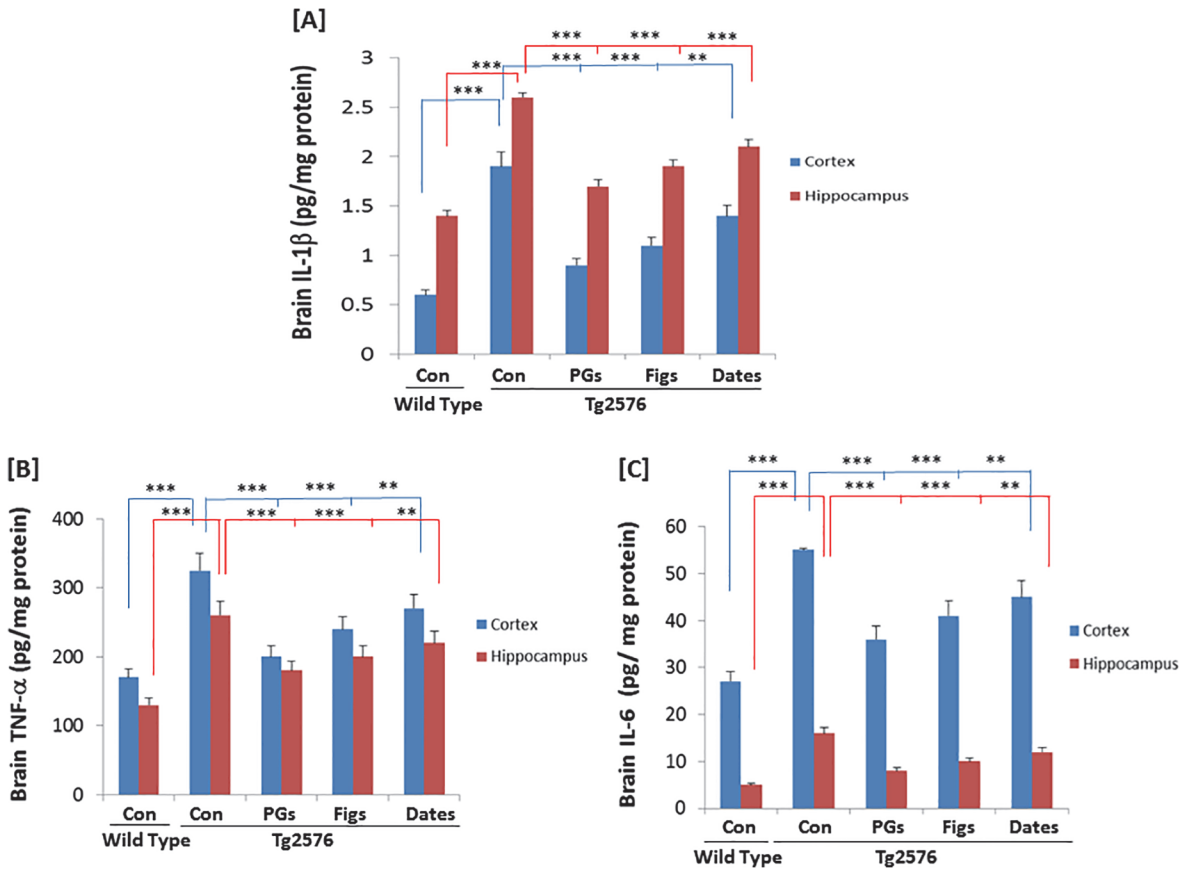 [A]
*** *** ***
*** *** *** **
***
Brain IL-1β (pg/mg protein)
3
2.5
2
1.5
1
0.5
0
Cortex
Hippocampus
Con Con PGs Figs Dates
Wild Type Tg2576
[B]
*** *** *** **
*** *** *** **
Brain TNF-α (pg/mg protein)
400
300
200
100
0
Cortex
Hippocampus
Con Con PGs Figs Dates
Wild Type Tg2576
[C]
*** *** *** **
*** *** *** **
Brain IL-6 (pg/ mg protein)
60
50
40
30
20
10
0
Cortex
Hippocampus
Con Con PGs Figs Dates
Wild Type Tg2576